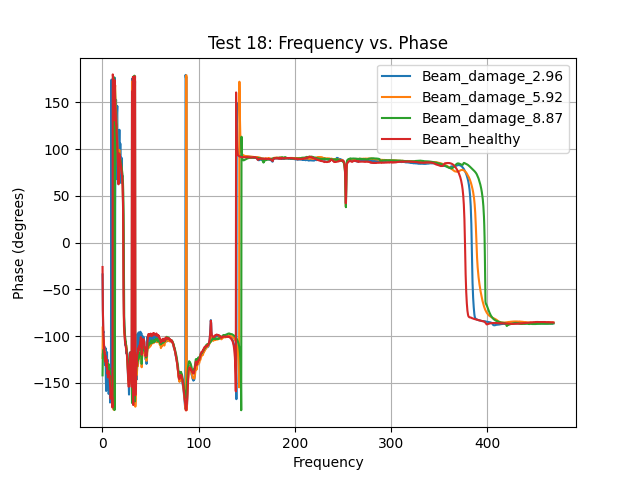 Test 18: Frequency vs. Phase
Beam_damage_2.96
Beam_damage_5.92
Beam_damage_8.87
Beam_healthy
Phase (degrees)
150
100
50
0
−50
−100
−150
0 100 200 300 400
Frequency